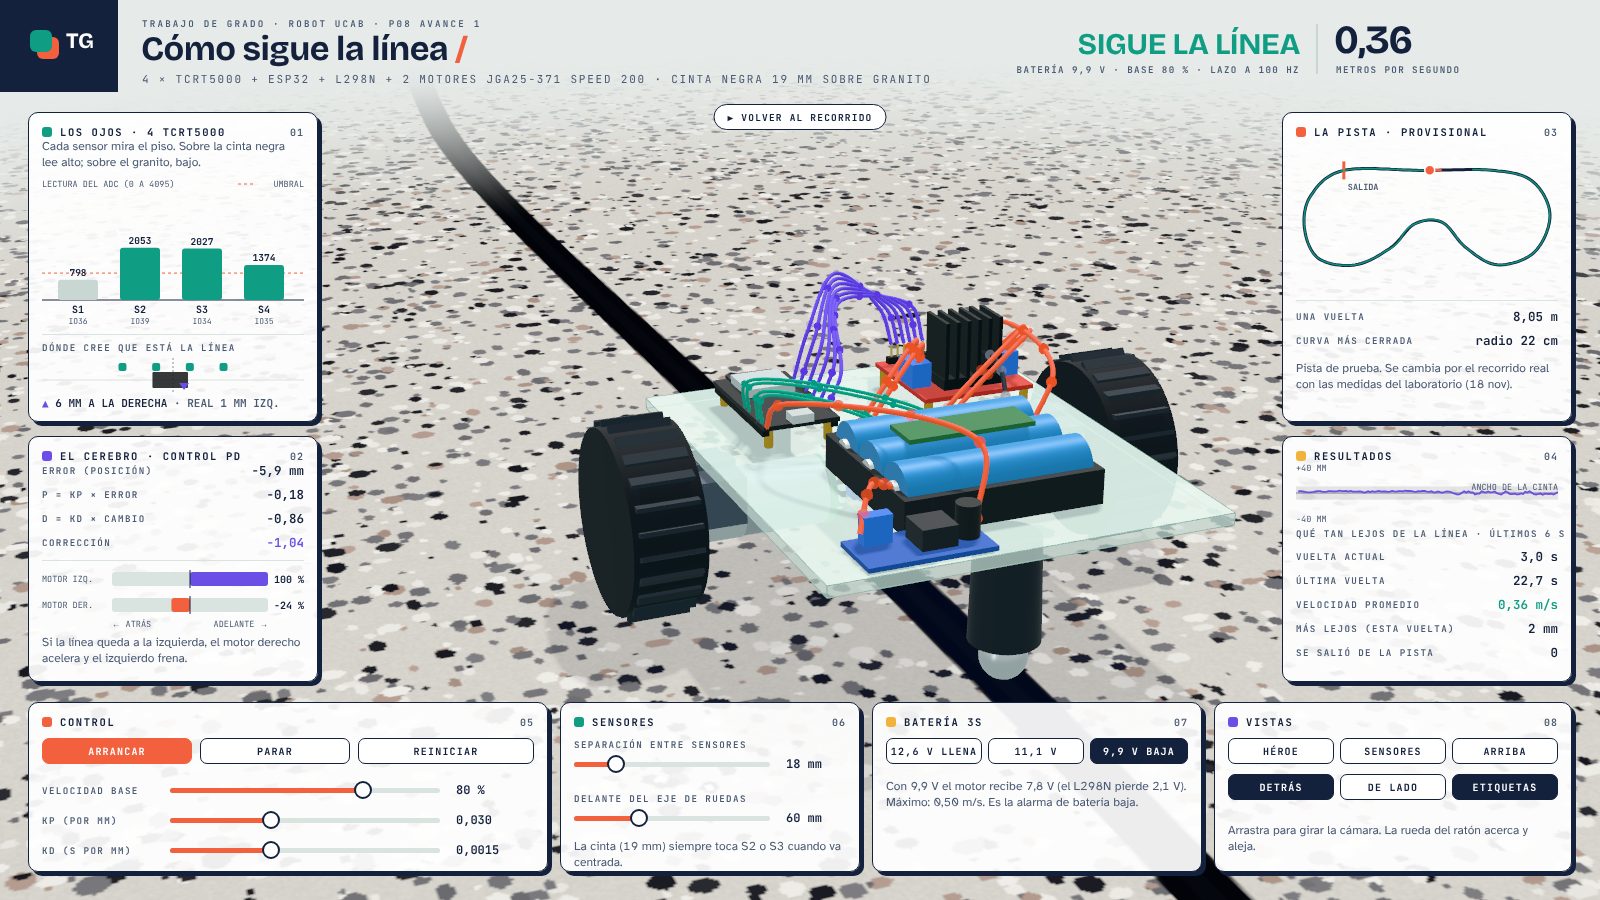 TG
TRABAJO DE GRADO · ROBOT UCAB · P08 AVANCE 1
Cómo sigue la línea /
4 × TCRT5000 + ESP32 + L298N + 2 MOTORES JGA25-371 SPEED 200 · CINTA NEGRA 19 MM SOBRE GRANITO
SIGUE LA LÍNEA
BATERÍA 9,9 V · BASE 80 % · LAZO A 100 HZ
0,36
METROS POR SEGUNDO
▶ VOLVER AL RECORRIDO
LOS OJOS · 4 TCRT5000 01
Cada sensor mira el piso. Sobre la cinta negra
lee alto; sobre el granito, bajo.
LECTURA DEL ADC (0 A 4095) UMBRAL
798 2053 2027 1374
S1 S2 S3 S4
IO36 IO39 IO34 IO35
DÓNDE CREE QUE ESTÁ LA LÍNEA
▲ 6 MM A LA DERECHA · REAL 1 MM IZQ.
EL CEREBRO · CONTROL PD 02
ERROR (POSICIÓN) -5,9 mm
P = KP × ERROR -0,18
D = KD × CAMBIO -0,86
CORRECCIÓN -1,04
MOTOR IZQ. 100 %
MOTOR DER. -24 %
← ATRÁS ADELANTE →
Si la línea queda a la izquierda, el motor derecho
acelera y el izquierdo frena.
LA PISTA · PROVISIONAL 03
SALIDA
UNA VUELTA 8,05 m
CURVA MÁS CERRADA radio 22 cm
Pista de prueba. Se cambia por el recorrido real
con las medidas del laboratorio (18 nov).
RESULTADOS 04
+40 MM
ANCHO DE LA CINTA
-40 MM
QUÉ TAN LEJOS DE LA LÍNEA · ÚLTIMOS 6 S
VUELTA ACTUAL 3,0 s
ÚLTIMA VUELTA 22,7 s
VELOCIDAD PROMEDIO 0,36 m/s
MÁS LEJOS (ESTA VUELTA) 2 mm
SE SALIÓ DE LA PISTA 0
CONTROL 05
ARRANCAR PARAR REINICIAR
VELOCIDAD BASE 80 %
KP (POR MM) 0,030
KD (S POR MM) 0,0015
SENSORES 06
SEPARACIÓN ENTRE SENSORES
18 mm
DELANTE DEL EJE DE RUEDAS
60 mm
La cinta (19 mm) siempre toca S2 o S3 cuando va
centrada.
BATERÍA 3S 07
12,6 V LLENA 11,1 V 9,9 V BAJA
Con 9,9 V el motor recibe 7,8 V (el L298N pierde 2,1 V).
Máximo: 0,50 m/s. Es la alarma de batería baja.
VISTAS 08
HÉROE SENSORES ARRIBA
DETRÁS DE LADO ETIQUETAS
Arrastra para girar la cámara. La rueda del ratón acerca y
aleja.